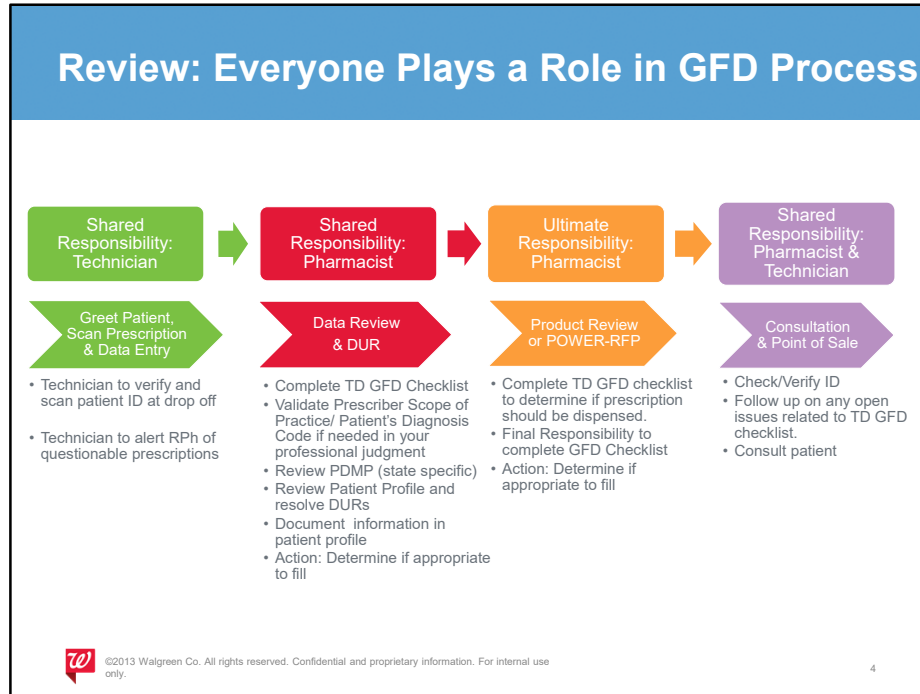 Review: Everyone Plays a Role in GFD Process
Shared
Responsibility:
Technician
Shared
Responsibility:
Pharmacist
Ultimate
Responsibility:
Pharmacist
Shared
Responsibility:
Pharmacist &
Technician
Greet Patient,
Scan Prescription
& Data Entry
Data Review
& DUR
Product Review
or POWER-RFP
Consultation
& Point of Sale
• Technician to verify and
scan patient ID at drop off
• Technician to alert RPh of
questionable prescriptions
• Complete TD GFD Checklist
• Validate Prescriber Scope of
Practice/ Patient's Diagnosis
Code if needed in your
professional judgment
• Review PDMP (state specific)
• Review Patient Profile and
resolve DURs
• Document information in
patient profile
• Action: Determine if appropriate
to fill
• Complete TD GFD checklist
to determine if prescription
should be dispensed.
• Final Responsibility to
complete GFD Checklist
• Action: Determine if
appropriate to fill
• Check/Verify ID
• Follow up on any open
issues related to TD GFD
checklist.
• Consult patient
W
©2013 Walgreen Co. All rights reserved. Confidential and proprietary information. For internal use
only.
4